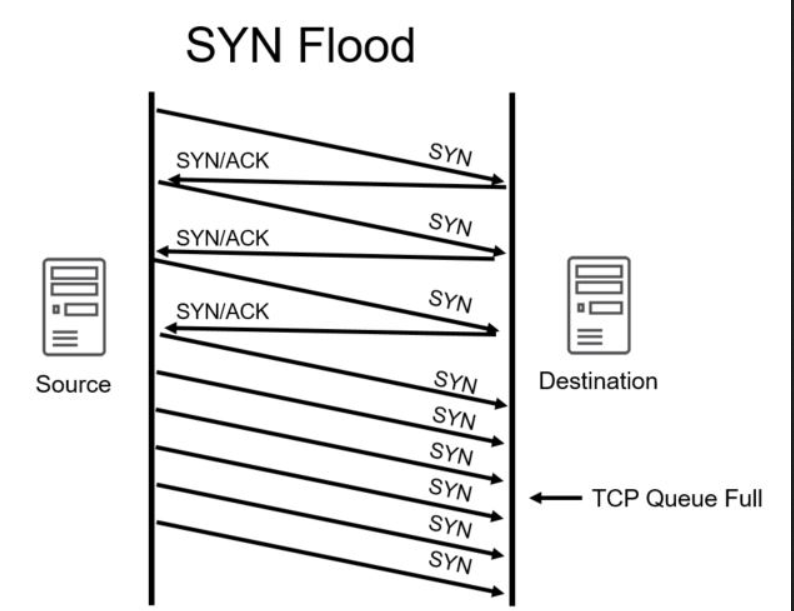 SYN Flood
SYN
SYN/ACK
SYN
SYN/ACK
SYN
SYN/ACK
Source
Destination
SYN
SYN
SYN
SYN
TCP Queue Full
SYN
SYN